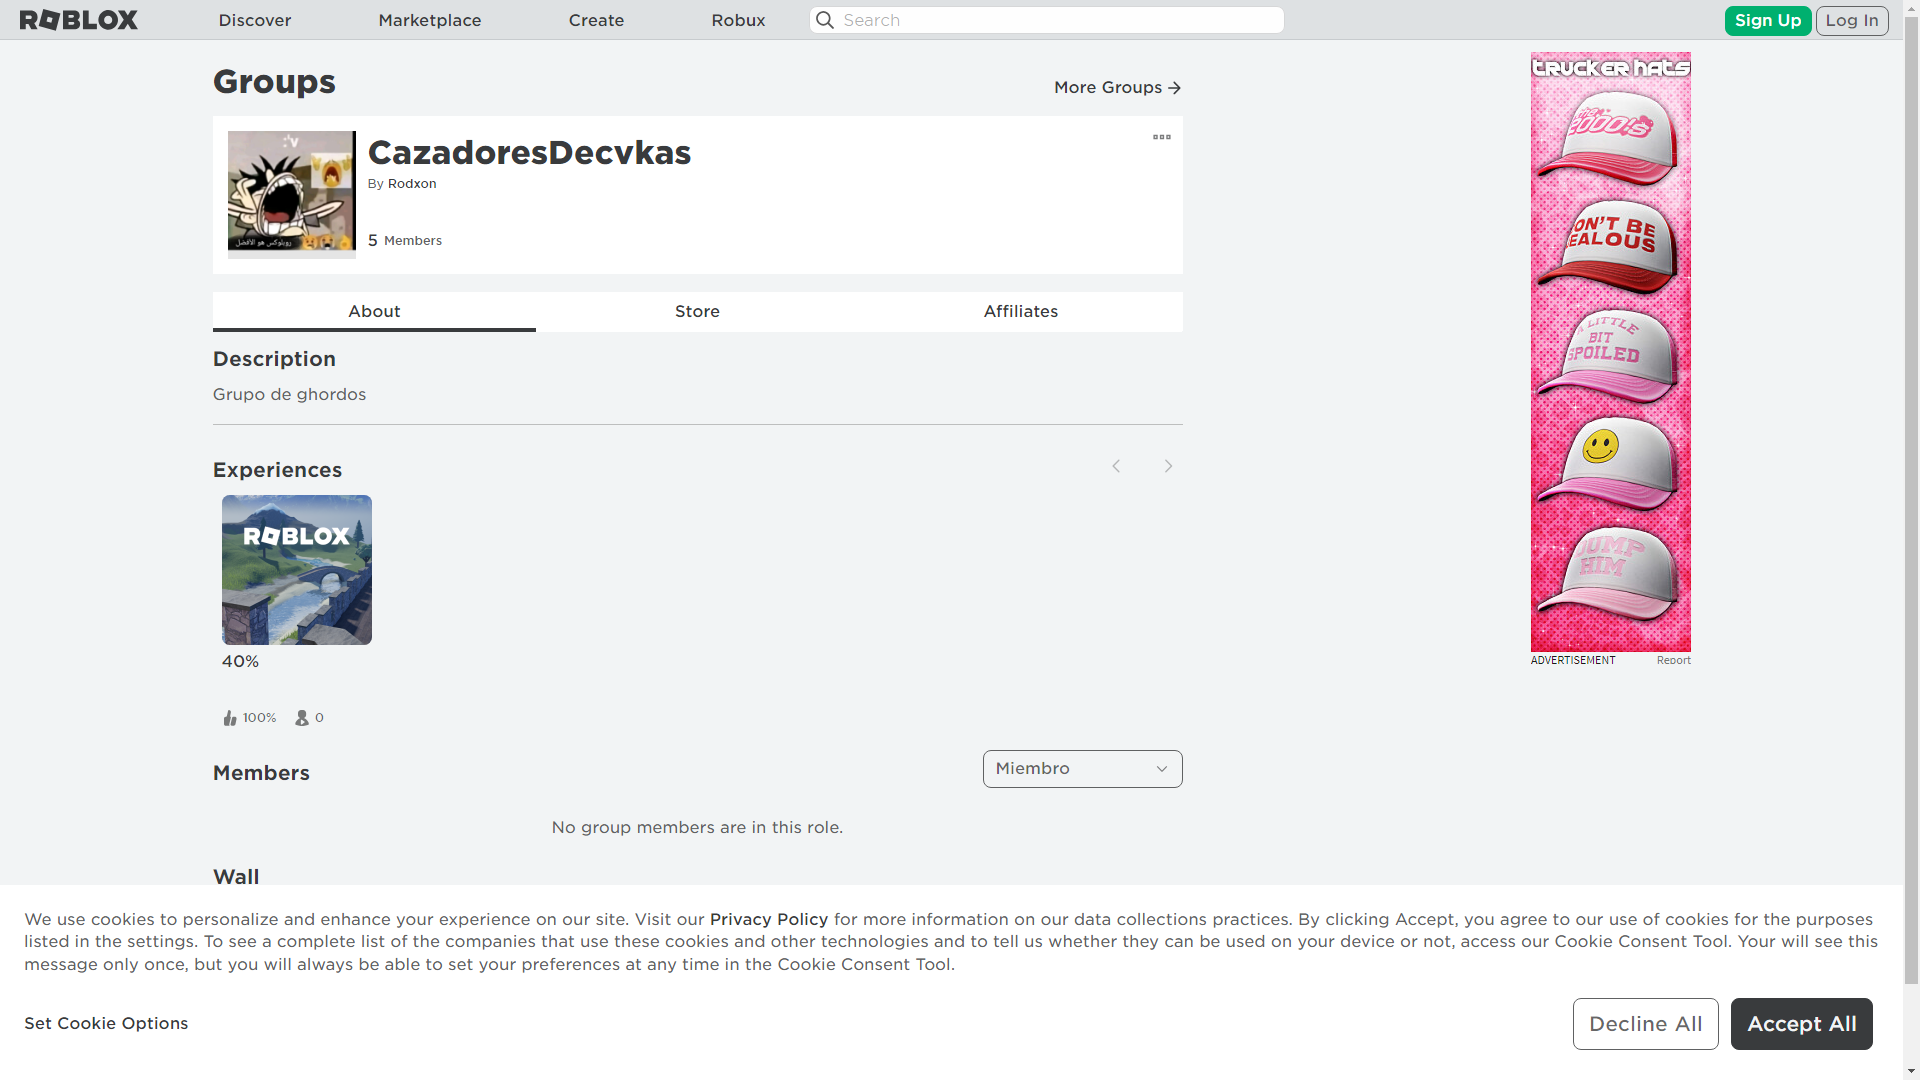 ROBLOX
Discover
Marketplace
Create
Robux
Search
Sign Up
Log In
Groups
More Groups
:'v
روبلوكس هو الأفضل
CazadoresDecvkas
By Rodxon
5 Members
About
Store
Affiliates
Description
Grupo de ghordos
Experiences
ROBLOX
40%
100%
0
Members
Miembro
No group members are in this role.
Wall
trucker hats
the 2000!s
ON'T BE
EALOUS
A LITTLE
BIT
SPOILED
JUMP
HIM
ADVERTISEMENT
Report
We use cookies to personalize and enhance your experience on our site. Visit our Privacy Policy for more information on our data collections practices. By clicking Accept, you agree to our use of cookies for the purposes
listed in the settings. To see a complete list of the companies that use these cookies and other technologies and to tell us whether they can be used on your device or not, access our Cookie Consent Tool. Your will see this
message only once, but you will always be able to set your preferences at any time in the Cookie Consent Tool.
Set Cookie Options
Decline All
Accept All